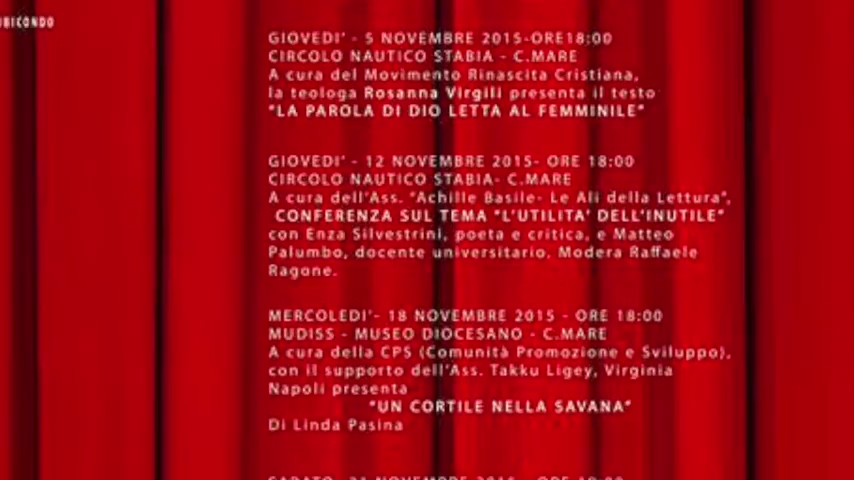 UBICONDO
GIOVEDI' - 5 NOVEMBRE 2015-ORE18:00
CIRCOLO NAUTICO STABIA - C.MARE
A cura del Movimento Rinascita Cristiana,
la teologa Rosanna Virgili presenta il testo
"LA PAROLA DI DIO LETTA AL FEMMINILE"
GIOVEDI' - 12 NOVEMBRE 2015- ORE 18:00
CIRCOLO NAUTICO STABIA- C.MARE
A cura dell'Ass. "Achille Basile- Le Ali della Lettura",
CONFERENZA SUL TEMA "L'UTILITA' DELL'INUTILE"
con Enza Silvestrini, poeta e critica, e Matteo
Palumbo, docente universitario, Modera Raffaele
Ragone.
MERCOLEDI'- 18 NOVEMBRE 2015 - ORE 18:00
MUDISS - MUSEO DIOCESANO - C.MARE
A cura della CPS (Comunità Promozione e Sviluppo),
con il supporto dell'Ass. Takku Ligey, Virginia
Napoli presenta
"UN CORTILE NELLA SAVANA"
Di Linda Pasina